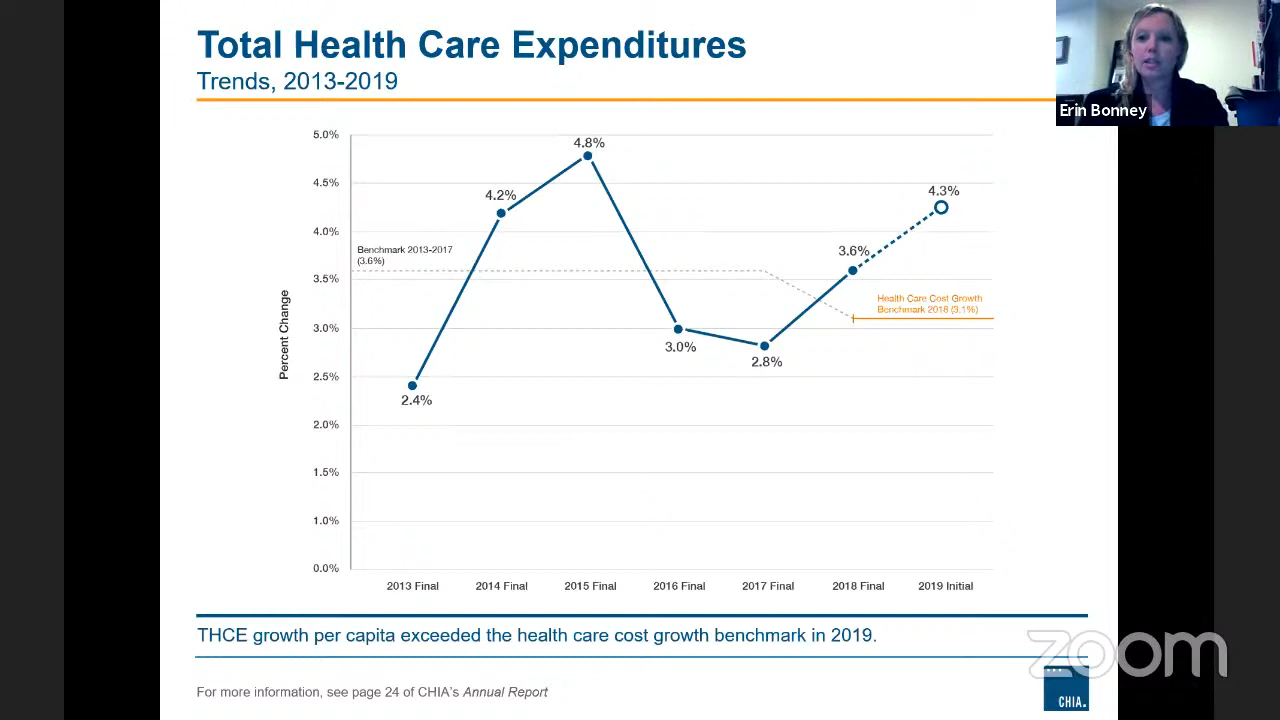 Total Health Care Expenditures
Trends, 2013-2019
Erin Bonney
5.0%
4.5%
4.0%
3.5%
3.0%
2.5%
2.0%
1.5%
1.0%
0.0%
Percent Change
Benchmark 2013-2017
(3.6%)
2.4%
4.2%
4.8%
3.0%
2.8%
3.6%
4.3%
Health Care Cost Growth
Benchmark 2018 (3.1%)
2013 Final 2014 Final 2015 Final 2016 Final 2017 Final 2018 Final 2019 Initial
THCE growth per capita exceeded the health care cost growth benchmark in 2019.
zoom
For more information, see page 24 of CHIA's Annual Report
CHIA.